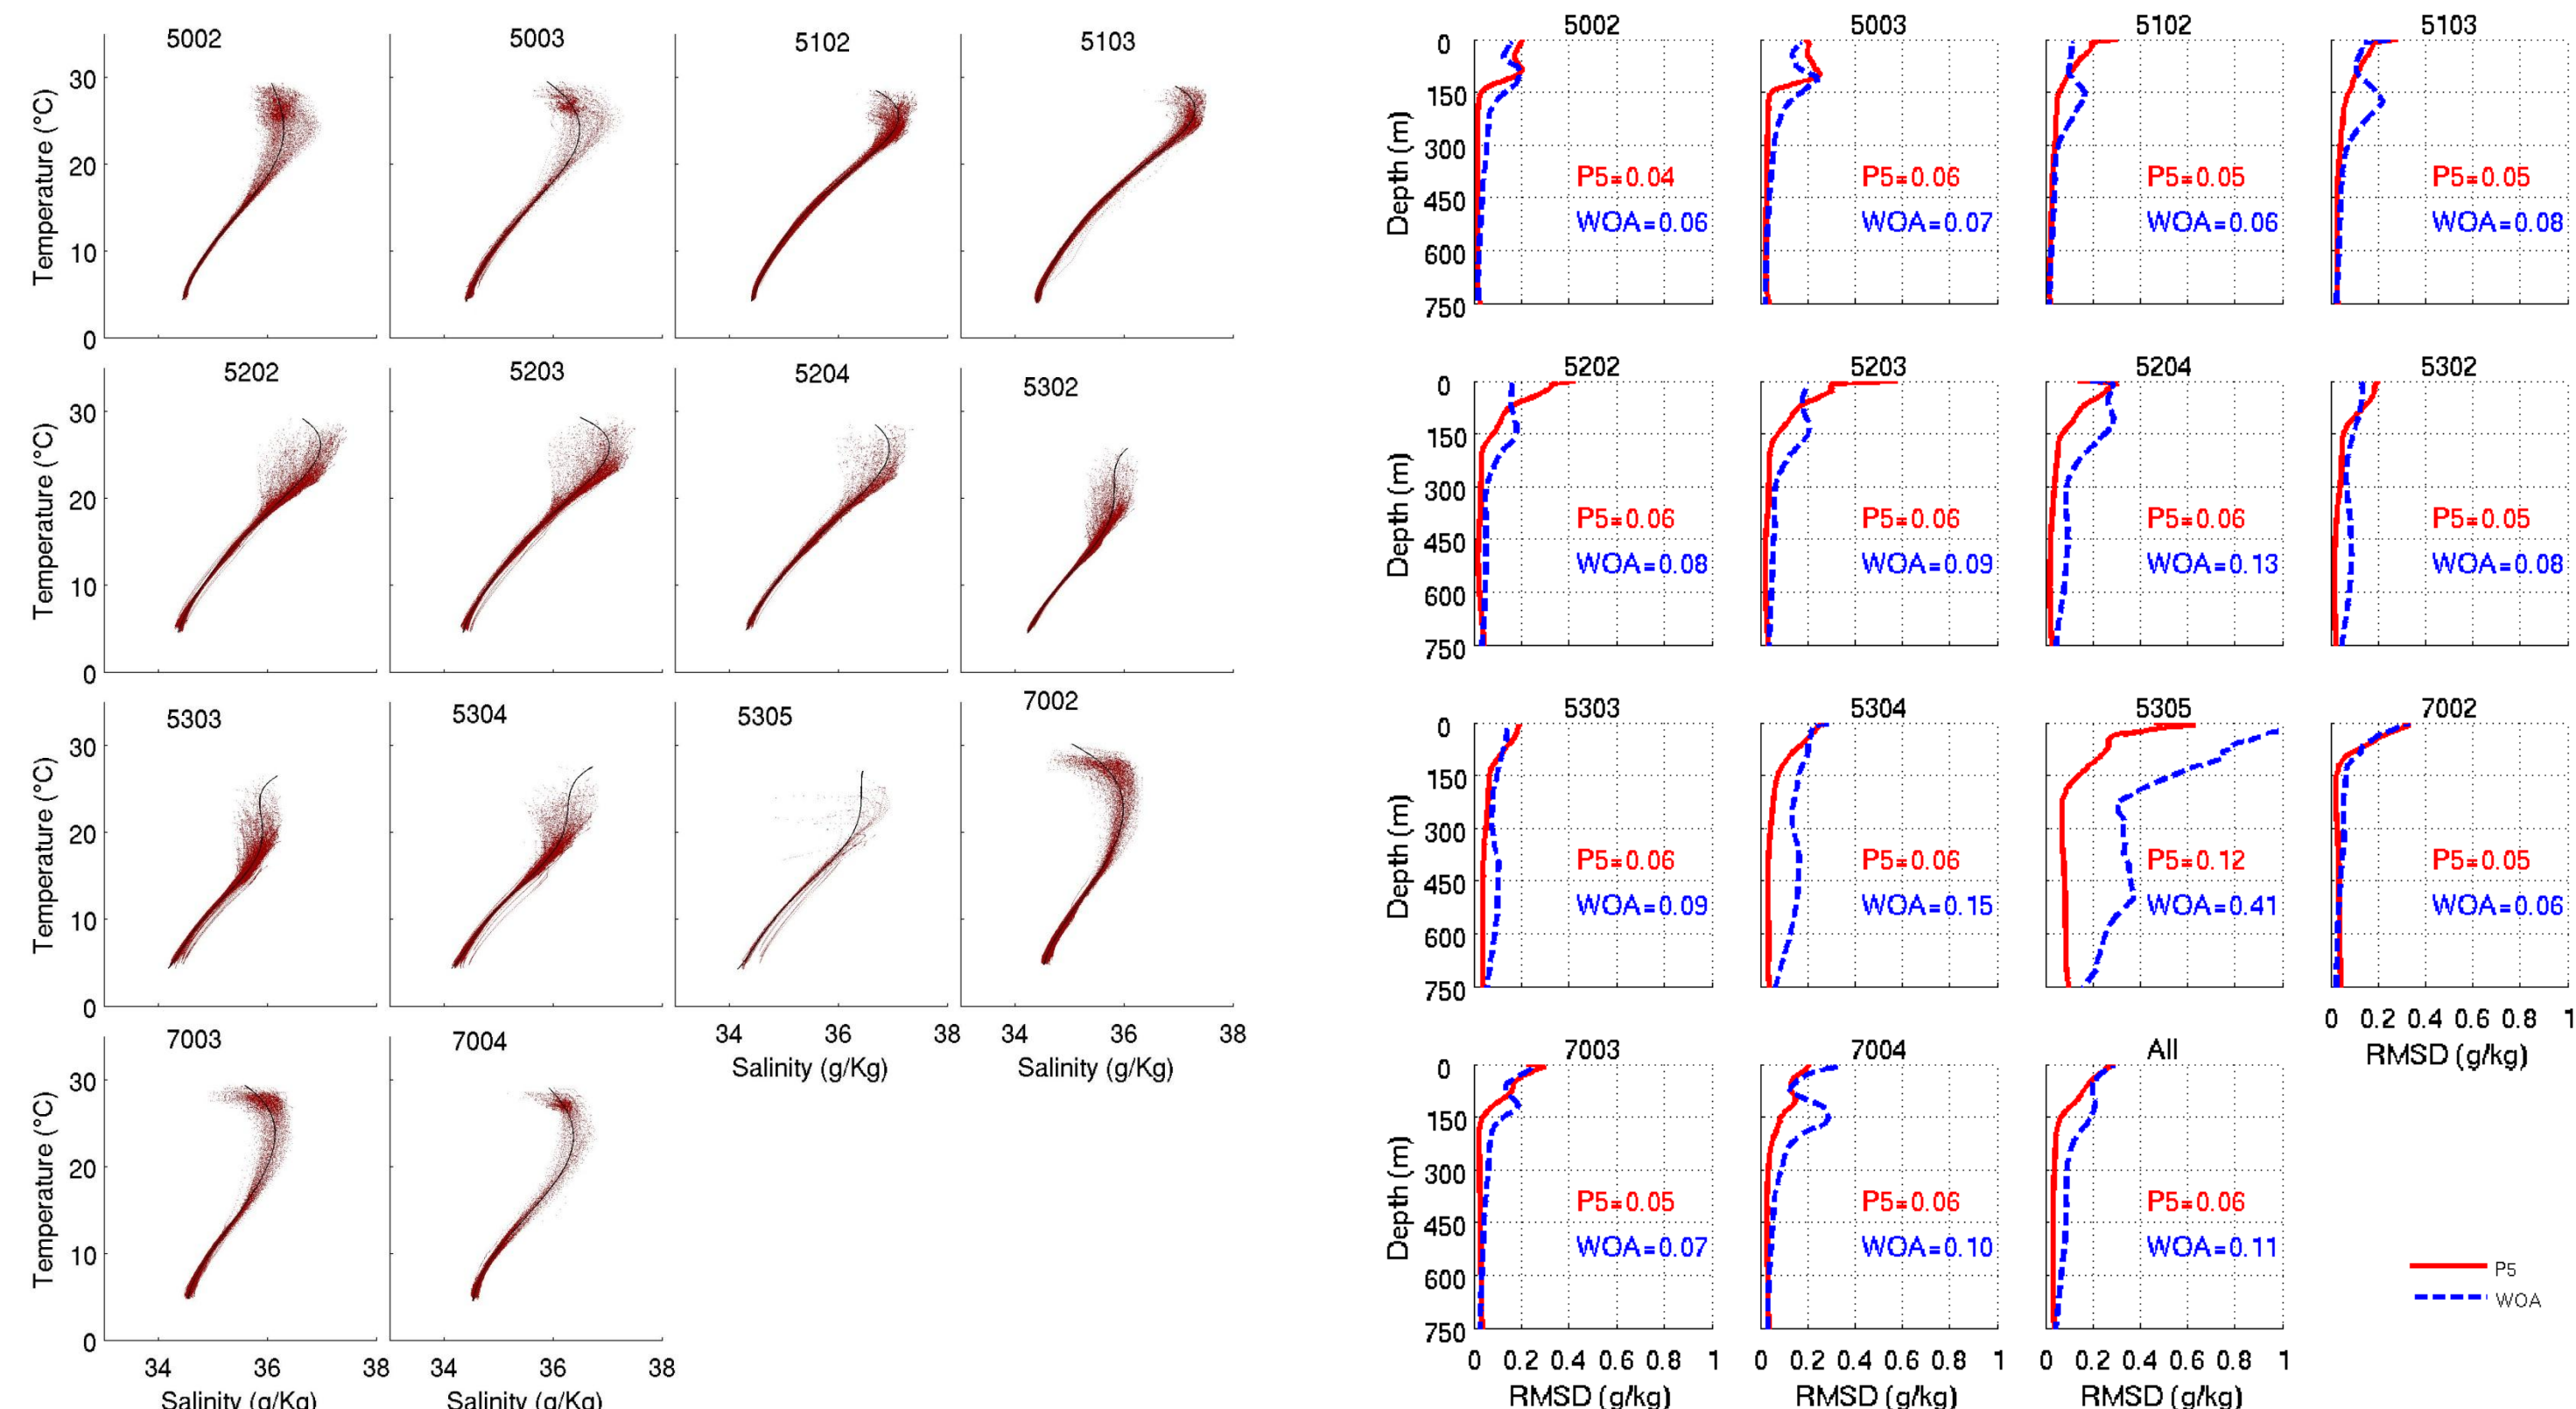 5002 5003 5102 5103
Temperature (°C)
30
20
10
0
5202 5203 5204 5302
Temperature (°C)
30
20
10
0
5303 5304 5305 7002
Temperature (°C)
30
20
10
0
34 36 38 34 36 38
Salinity (g/Kg) Salinity (g/Kg)
7003 7004
Temperature (°C)
30
20
10
0
34 36 38 34 36 38
Salinity (g/Kg) Salinity (g/Kg)
5002 5003 5102 5103
Depth (m)
0
150
300
450
600
750
P5=0.04 P5=0.06 P5=0.05 P5=0.05
WOA=0.06 WOA=0.07 WOA=0.06 WOA=0.08
5202 5203 5204 5302
Depth (m)
0
150
300
450
600
750
P5=0.06 P5=0.06 P5=0.06 P5=0.05
WOA=0.08 WOA=0.09 WOA=0.13 WOA=0.08
5303 5304 5305 7002
Depth (m)
0
150
300
450
600
750
P5=0.06 P5=0.06 P5=0.12 P5=0.05
WOA=0.09 WOA=0.15 WOA=0.41 WOA=0.06
0 0.2 0.4 0.6 0.8 1
RMSD (g/kg)
7003 7004 All
Depth (m)
0
150
300
450
600
750
P5=0.05 P5=0.06 P5=0.06
WOA=0.07 WOA=0.10 WOA=0.11
0 0.2 0.4 0.6 0.8 1 0 0.2 0.4 0.6 0.8 1 0 0.2 0.4 0.6 0.8 1
RMSD (g/kg) RMSD (g/kg) RMSD (g/kg)
P5
WOA